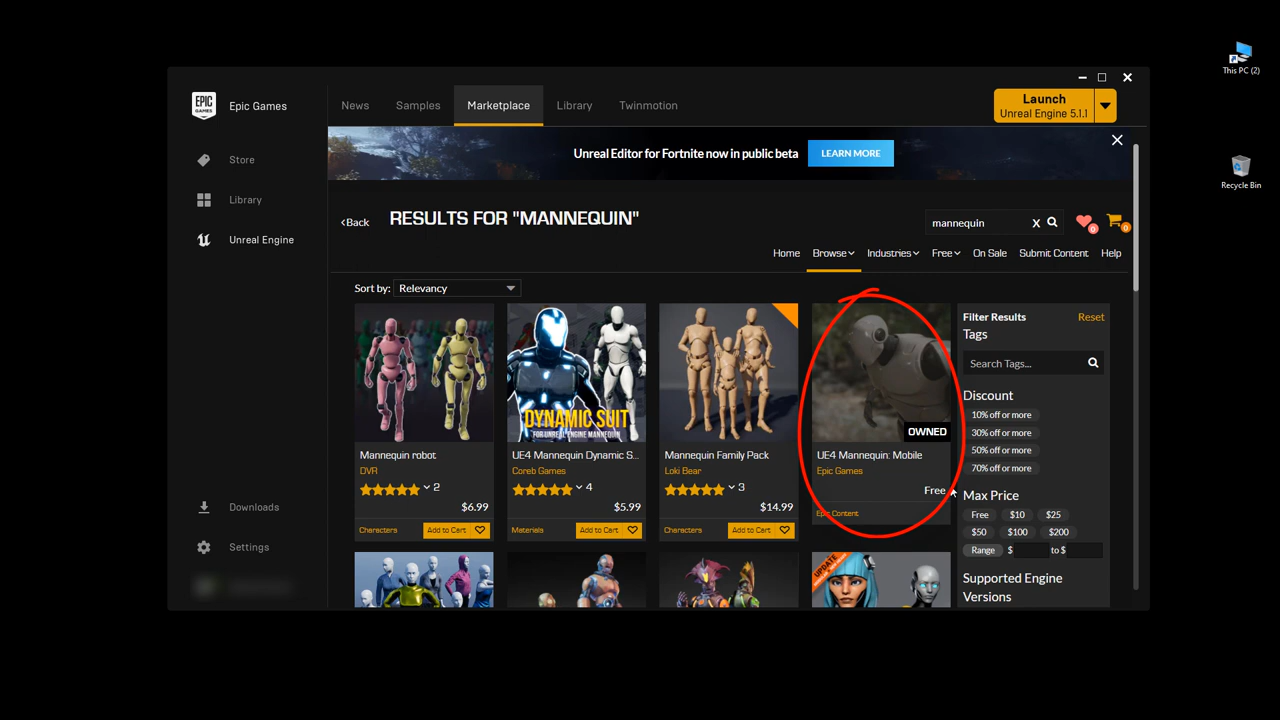 This PC (2)
Recycle Bin
EPIC GAMES
Epic Games
Store
Library
Unreal Engine
Downloads
Settings
News
Samples
Marketplace
Library
Twinmotion
Launch
Unreal Engine 5.1.1
Unreal Editor for Fortnite now in public beta
LEARN MORE
Back
RESULTS FOR "MANNEQUIN"
mannequin
X
0
0
Home
Browse
Industries
Free
On Sale
Submit Content
Help
Sort by:
Relevancy
Mannequin robot
DVR
2
$6.99
Characters
Add to Cart
DYNAMIC SUIT
FOR UNREAL ENGINE MANNEQUIN
UE4 Mannequin Dynamic S...
Coreb Games
4
$5.99
Materials
Add to Cart
Mannequin Family Pack
Loki Bear
3
$14.99
Characters
Add to Cart
OWNED
UE4 Mannequin: Mobile
Epic Games
Free
Epic Content
UPDATE
Filter Results
Reset
Tags
Search Tags...
Discount
10% off or more
30% off or more
50% off or more
70% off or more
Max Price
Free
$10
$25
$50
$100
$200
Range
$
to $
Supported Engine
Versions